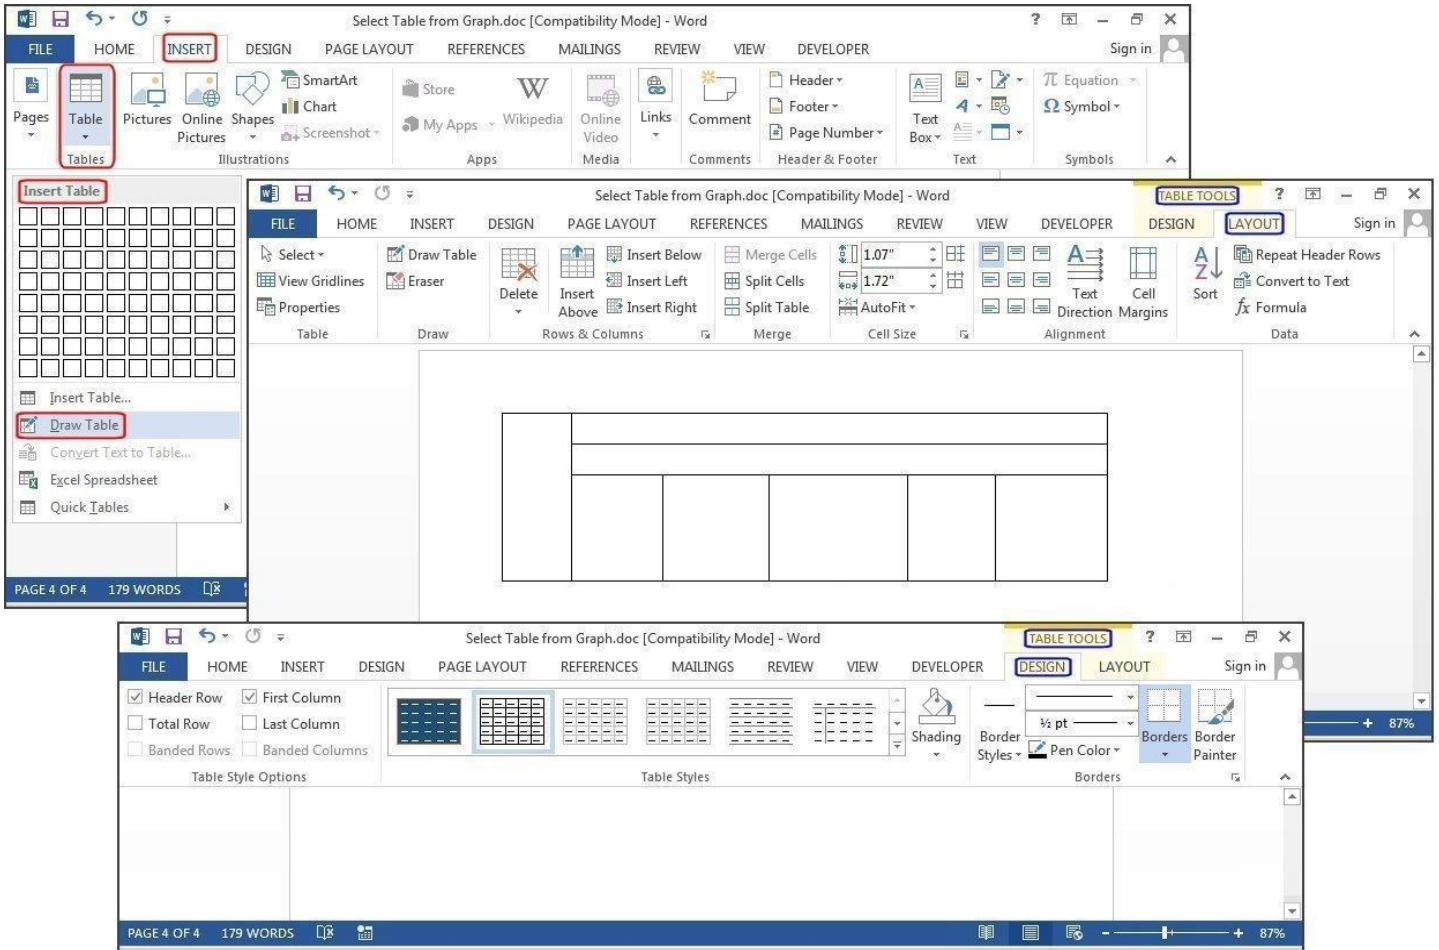 Select Table from Graph.doc [Compatibility Mode] - Word
FILE HOME INSERT DESIGN PAGE LAYOUT REFERENCES MAILINGS REVIEW VIEW DEVELOPER Sign in
Pages
Table
Pictures
Online Pictures
Shapes
SmartArt
Chart
Screenshot
Store
My Apps
Wikipedia
Online Video
Links
Comment
Header
Footer
Page Number
Text Box
Equation
Symbol
Tables Illustrations Apps Media Comments Header & Footer Text Symbols
Insert Table
Insert Table...
Draw Table
Convert Text to Table...
Excel Spreadsheet
Quick Tables
PAGE 4 OF 4 179 WORDS
Select Table from Graph.doc [Compatibility Mode] - Word TABLE TOOLS
FILE HOME INSERT DESIGN PAGE LAYOUT REFERENCES MAILINGS REVIEW VIEW DEVELOPER DESIGN LAYOUT Sign in
Select
View Gridlines
Properties
Draw Table
Eraser
Delete
Insert Above
Insert Below
Insert Left
Insert Right
Merge Cells
Split Cells
Split Table
1.07"
1.72"
AutoFit
Text Direction
Cell Margins
Sort
Repeat Header Rows
Convert to Text
fx Formula
Table Draw Rows & Columns Merge Cell Size Alignment Data
87%
Select Table from Graph.doc [Compatibility Mode] - Word TABLE TOOLS
FILE HOME INSERT DESIGN PAGE LAYOUT REFERENCES MAILINGS REVIEW VIEW DEVELOPER DESIGN LAYOUT Sign in
Header Row First Column
Total Row Last Column
Banded Rows Banded Columns
Shading
Border Styles
½ pt
Pen Color
Borders
Border Painter
Table Style Options Table Styles Borders
PAGE 4 OF 4 179 WORDS 87%